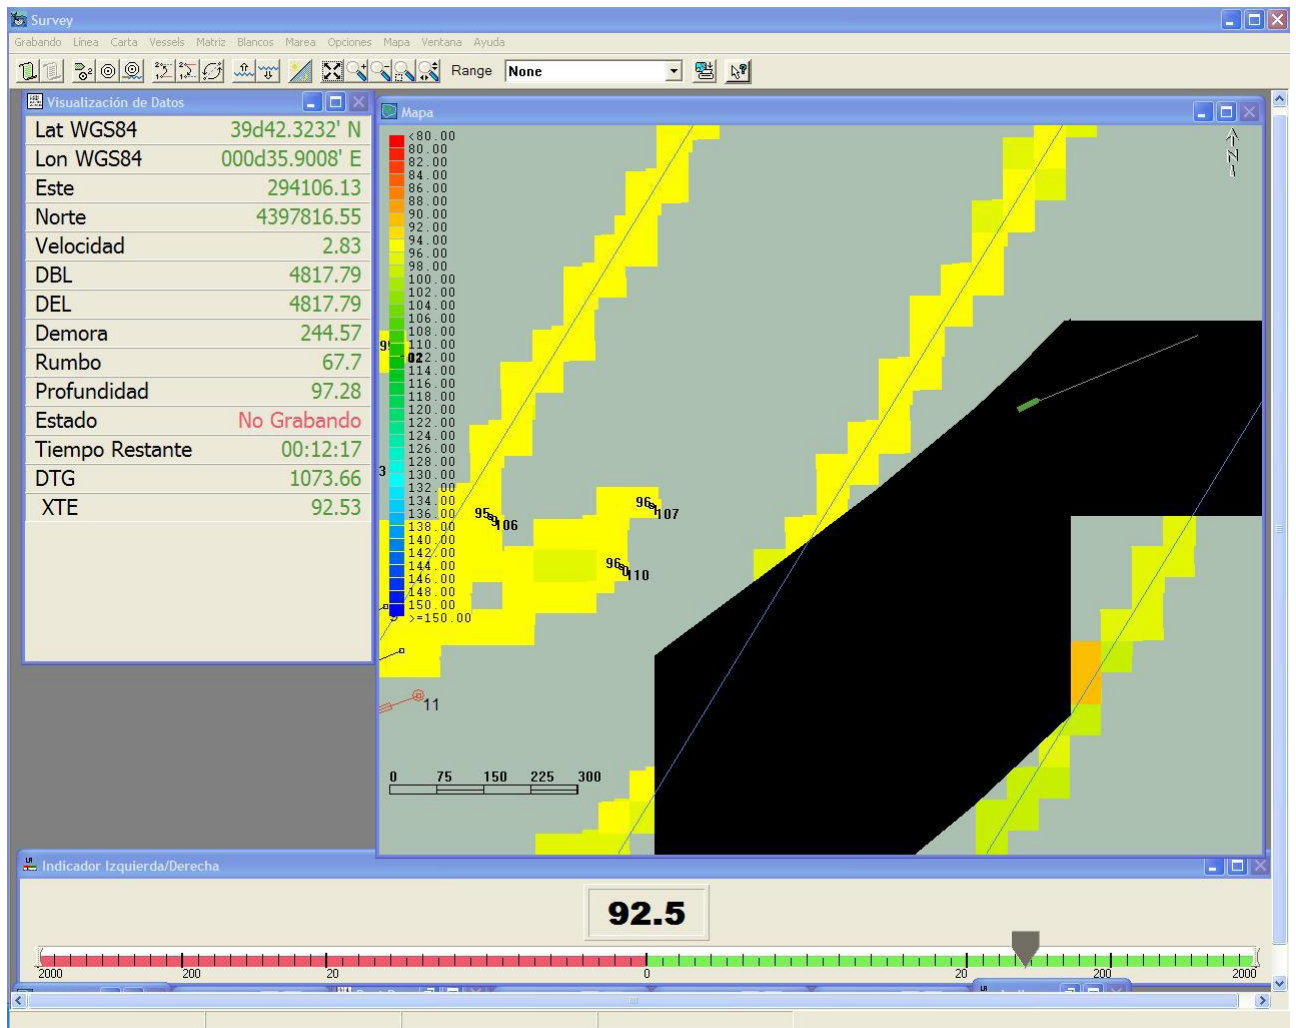 Survey
Grabando Línea Carta Vessels Matriz Blancos Marea Opciones Mapa Ventana Ayuda
Range None
Visualización de Datos
Lat WGS84 39d42.3232' N
Lon WGS84 000d35.9008' E
Este 294106.13
Norte 4397816.55
Velocidad 2.83
DBL 4817.79
DEL 4817.79
Demora 244.57
Rumbo 67.7
Profundidad 97.28
Estado No Grabando
Tiempo Restante 00:12:17
DTG 1073.66
XTE 92.53
Mapa
N
<80.00
80.00
82.00
84.00
86.00
88.00
90.00
92.00
94.00
96.00
98.00
100.00
102.00
104.00
106.00
108.00
110.00
112.00
114.00
116.00
118.00
120.00
122.00
124.00
126.00
128.00
130.00
132.00
134.00
136.00
138.00
140.00
142.00
144.00
146.00
148.00
150.00
>=150.00
95 106
96 107
96 110
11
0 75 150 225 300
Indicador Izquierda/Derecha
92.5
2000 200 20 0 20 200 2000